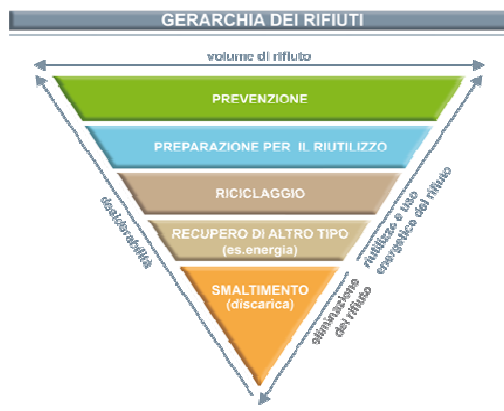 GERARCHIA DEI RIFIUTI
volume di rifiuto
PREVENZIONE
PREPARAZIONE PER IL RIUTILIZZO
RICICLAGGIO
RECUPERO DI ALTRO TIPO
(es.energia)
SMALTIMENTO
(discarica)
desiderabilità
riutilizzo e uso
energetico del rifiuto
eliminazione
del rifiuto